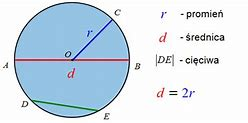 C
r
O
A
B
d
D
E
r - promień
d - średnica
|DE| - cięciwa
d = 2r